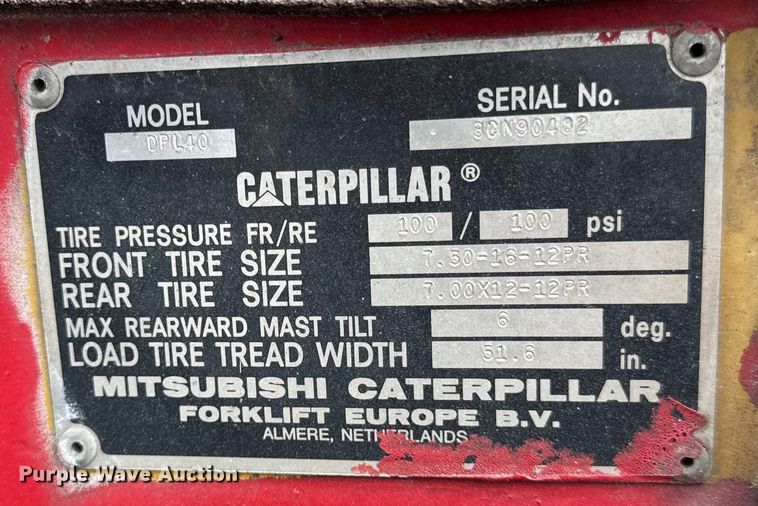 MODEL
DPL40
SERIAL No.
3CN90492
CATERPILLAR®
TIRE PRESSURE FR/RE 100 / 100 psi
FRONT TIRE SIZE 7.50-16-12PR
REAR TIRE SIZE 7.00X12-12PR
MAX REARWARD MAST TILT 6 deg.
LOAD TIRE TREAD WIDTH 51.6 in.
MITSUBISHI CATERPILLAR
FORKLIFT EUROPE B.V.
ALMERE, NETHERLANDS
Purple Wave Auction